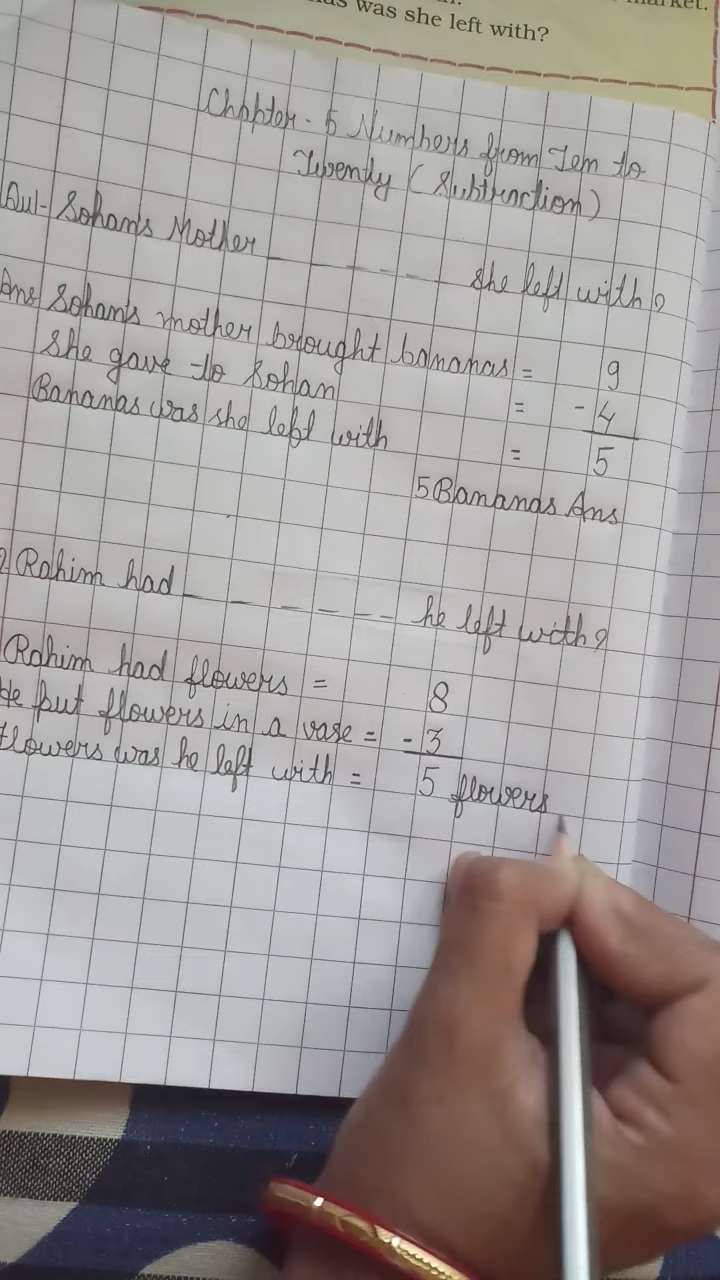 market.
was she left with?
Chapter - 5 Numbers from Ten to
Twenty (Subtraction)
Qu1- Sohan's Mother _ _ _ _ _ she left with?
Ans Sohan's mother brought bananas = 9
She gave to Sohan = - 4
Bananas was she left with = 5
5 Bananas Ans
Rahim had _ _ _ _ _ _ he left with?
Rahim had flowers = 8
He put flowers in a vase = - 3
flowers was he left with = 5 flowers